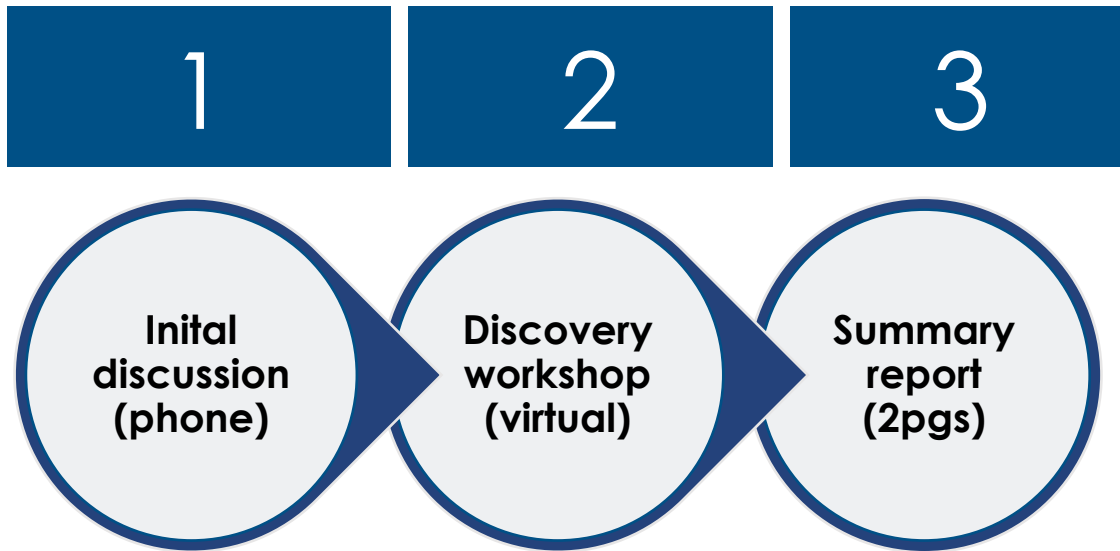 1
2
3
Inital
discussion
(phone)
Discovery
workshop
(virtual)
Summary
report
(2pgs)